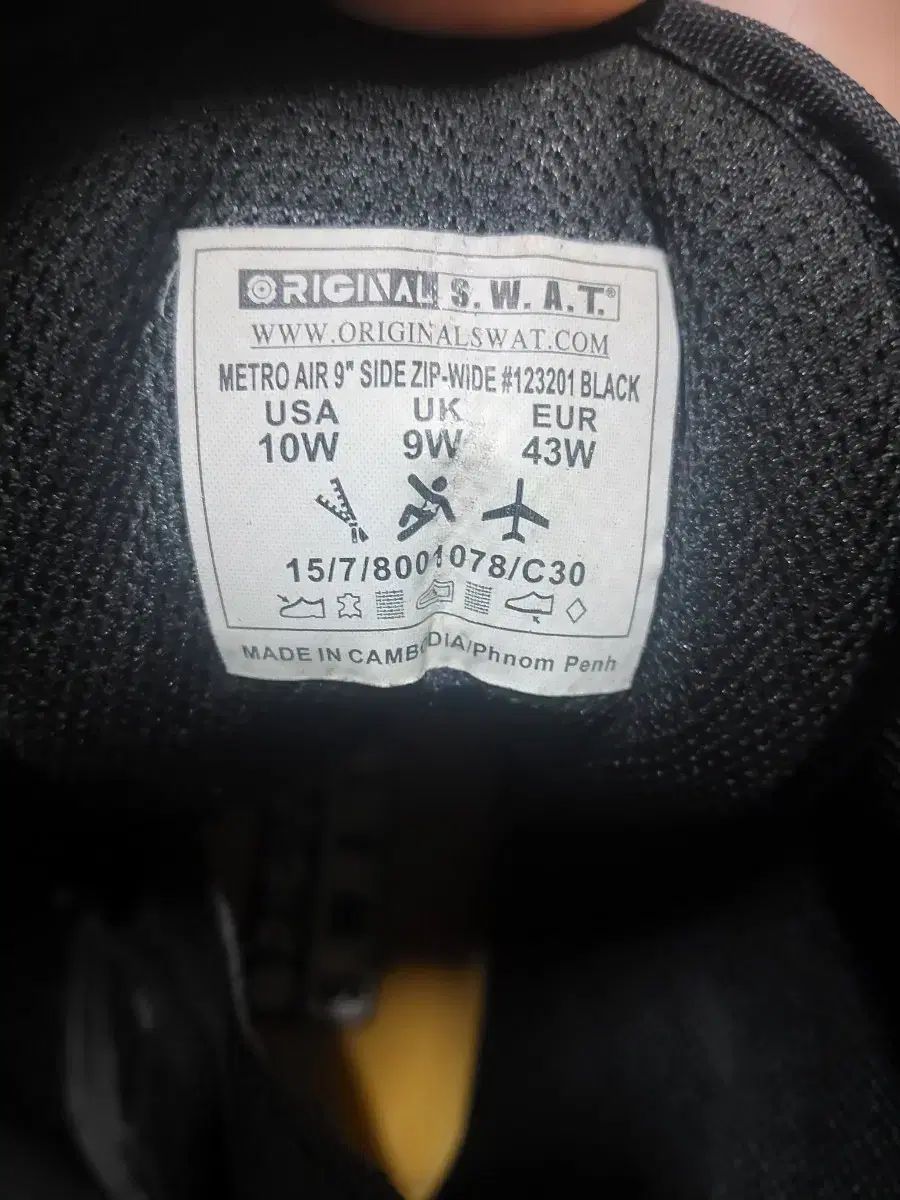 ORIGINAL S.W.A.T.®
WWW.ORIGINALSWAT.COM
METRO AIR 9" SIDE ZIP-WIDE #123201 BLACK
USA UK EUR
10W 9W 43W
15/7/8001078/C30
MADE IN CAMBODIA/Phnom Penh